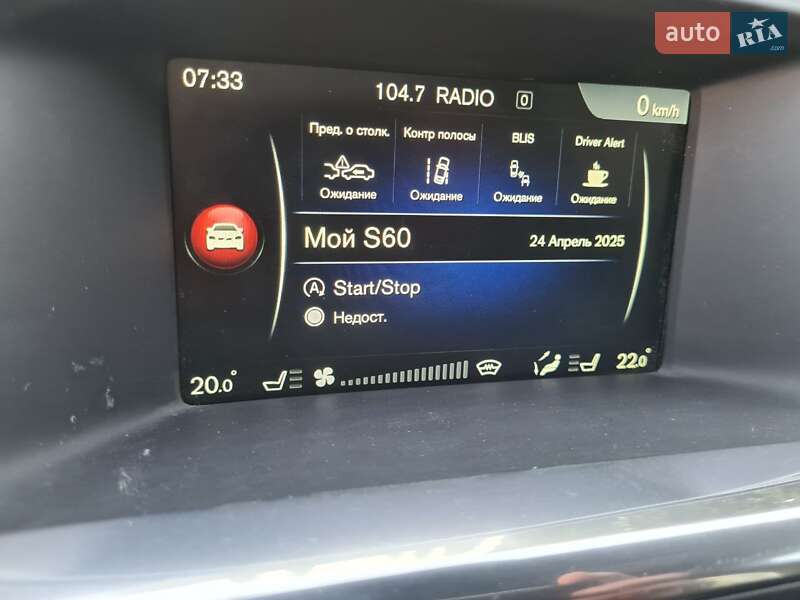 auto RIA .com
07:33
104.7 RADIO 0
0 km/h
Пред. о столк.
Ожидание
Контр полосы
Ожидание
BLIS
Ожидание
Driver Alert
Ожидание
Мой S60
24 Апрель 2025
A Start/Stop
Недост.
20.0°
22.0°